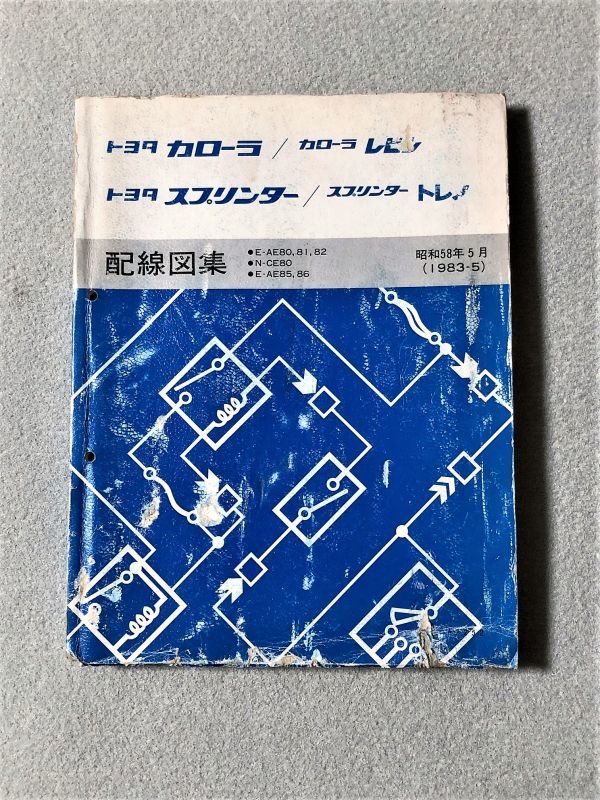 トヨタ カローラ / カローラ レビン
トヨタ スプリンター / スプリンター トレノ
配線図集
●E-AE80,81,82
●N-CE80
●E-AE85,86
昭和58年5月
(1983-5)